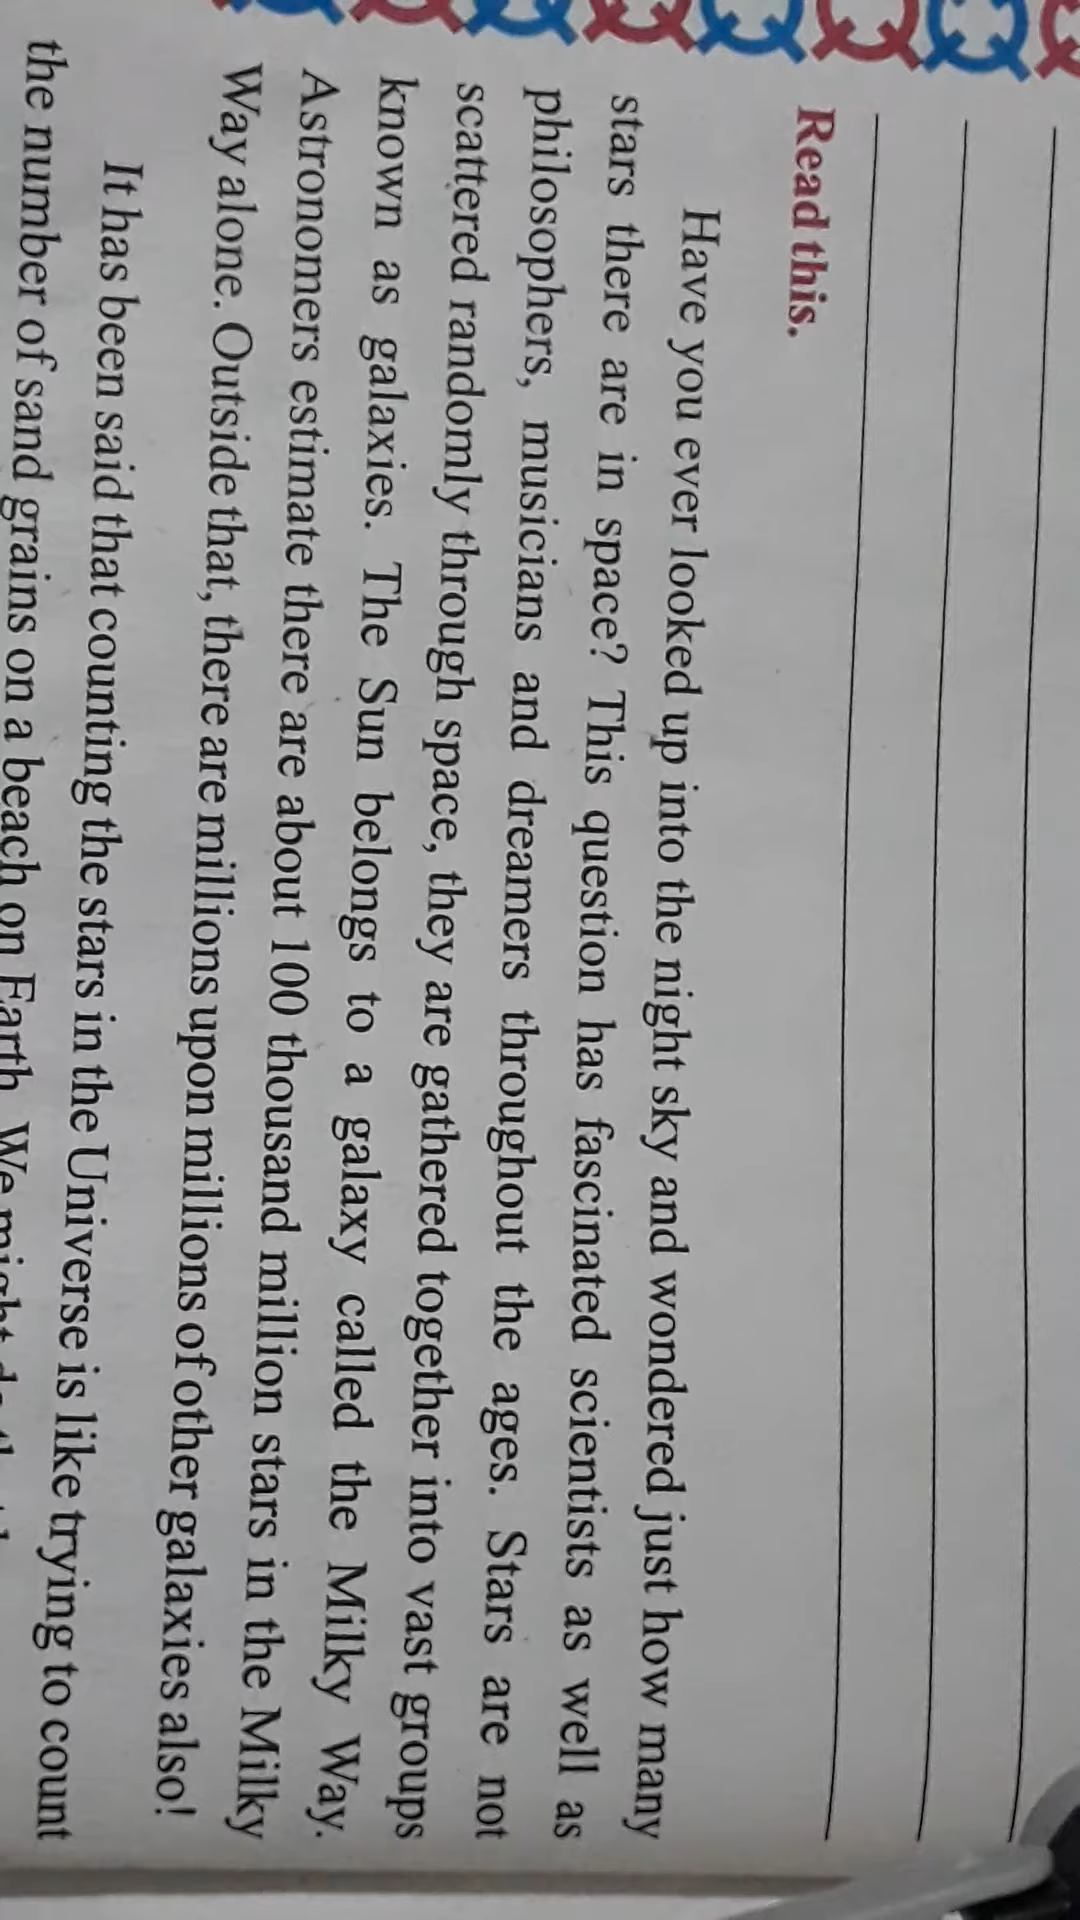 Read this.
Have you ever looked up into the night sky and wondered just how many
stars there are in space? This question has fascinated scientists as well as
philosophers, musicians and dreamers throughout the ages. Stars are not
scattered randomly through space, they are gathered together into vast groups
known as galaxies. The Sun belongs to a galaxy called the Milky Way.
Astronomers estimate there are about 100 thousand million stars in the Milky
Way alone. Outside that, there are millions upon millions of other galaxies also!
It has been said that counting the stars in the Universe is like trying to count
the number of sand grains on a beach on Earth. We might do